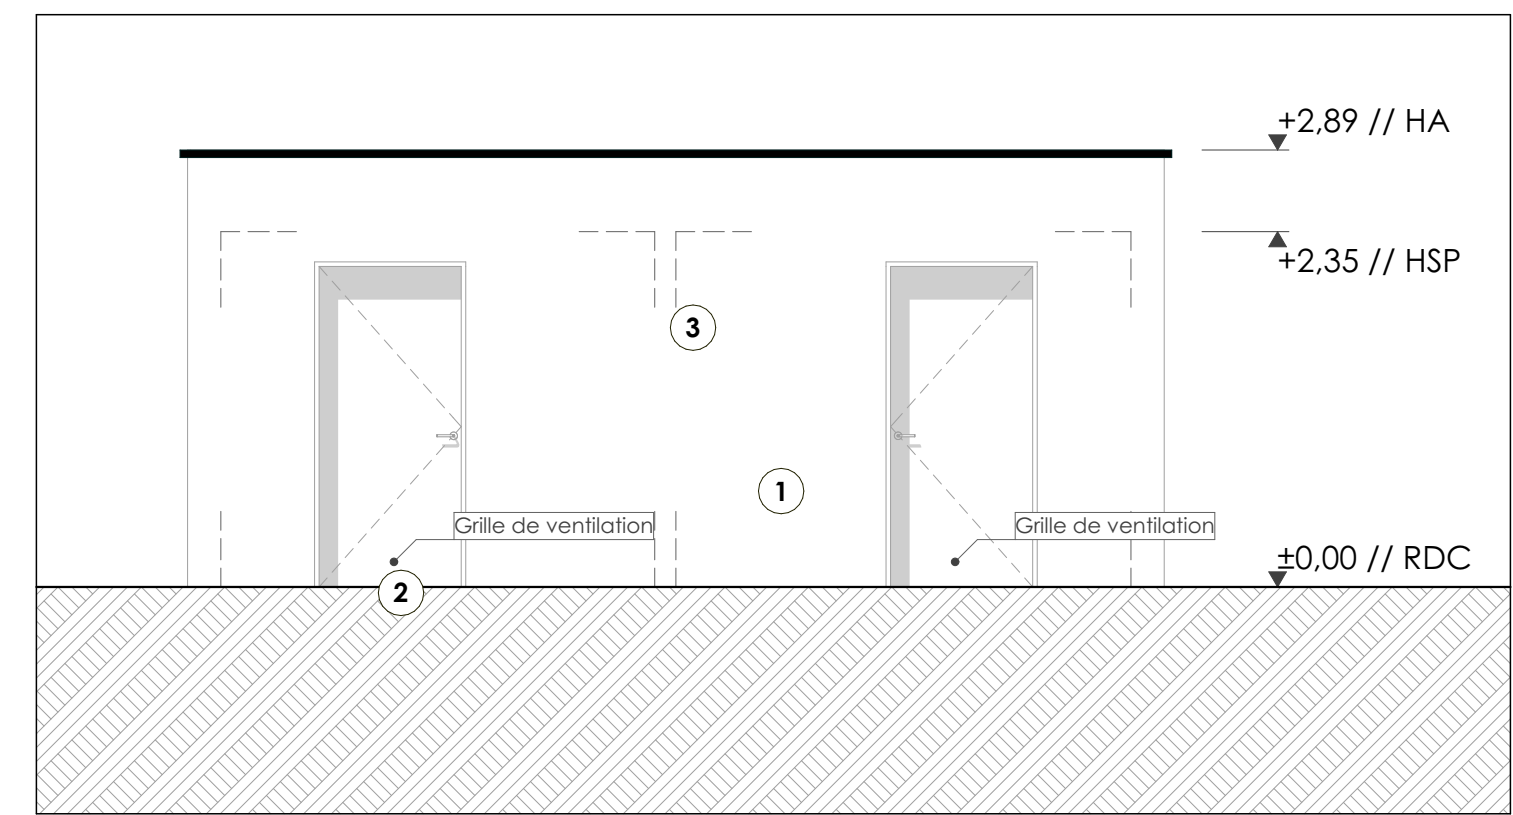 +2,89 // HA
+2,35 // HSP
3
1
Grille de ventilation
Grille de ventilation
±0,00 // RDC
2